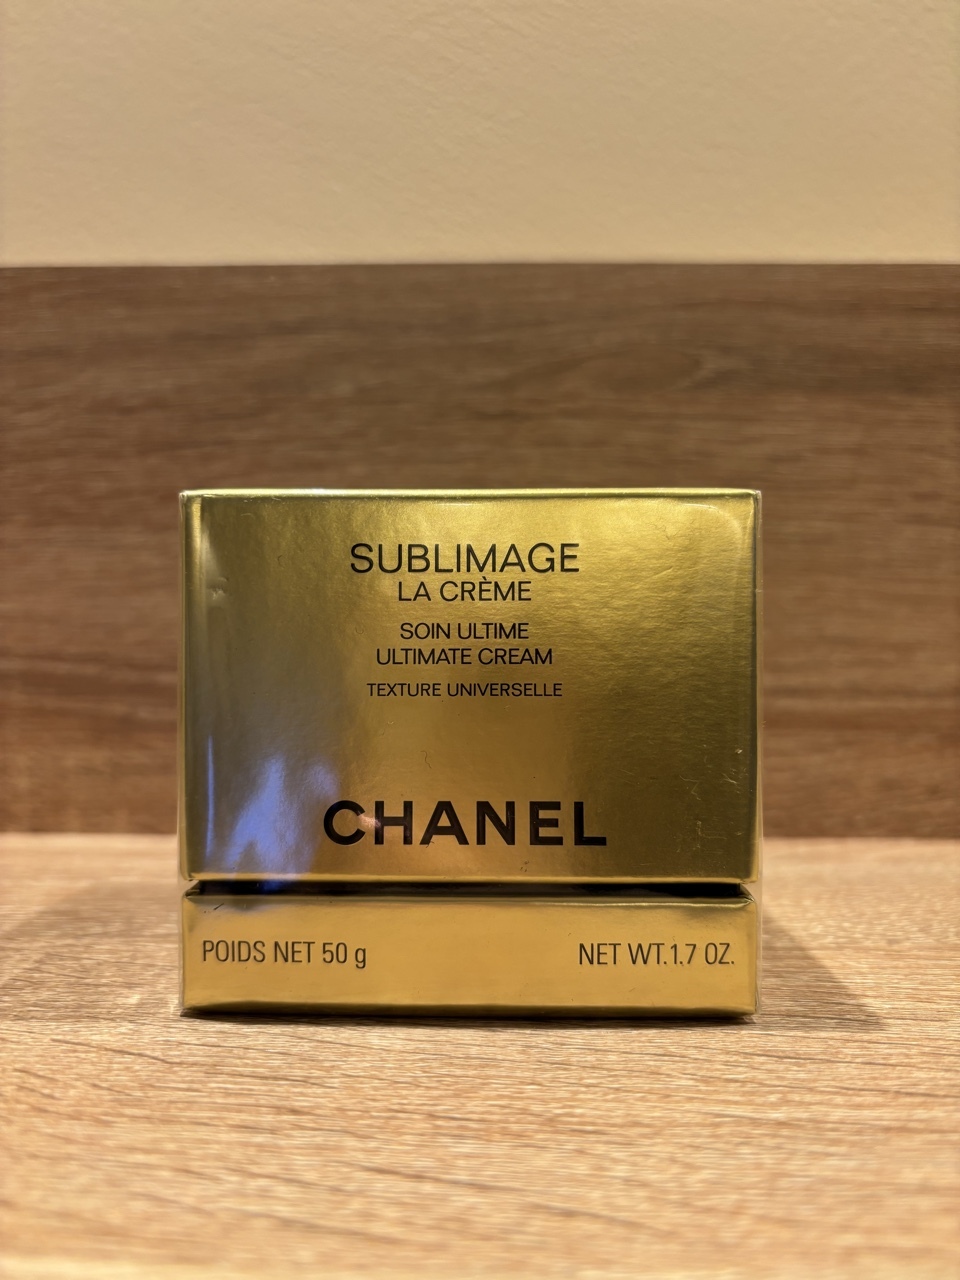 SUBLIMAGE
LA CRÈME
SOIN ULTIME
ULTIMATE CREAM
TEXTURE UNIVERSELLE
CHANEL
POIDS NET 50 g NET WT.1.7 OZ.